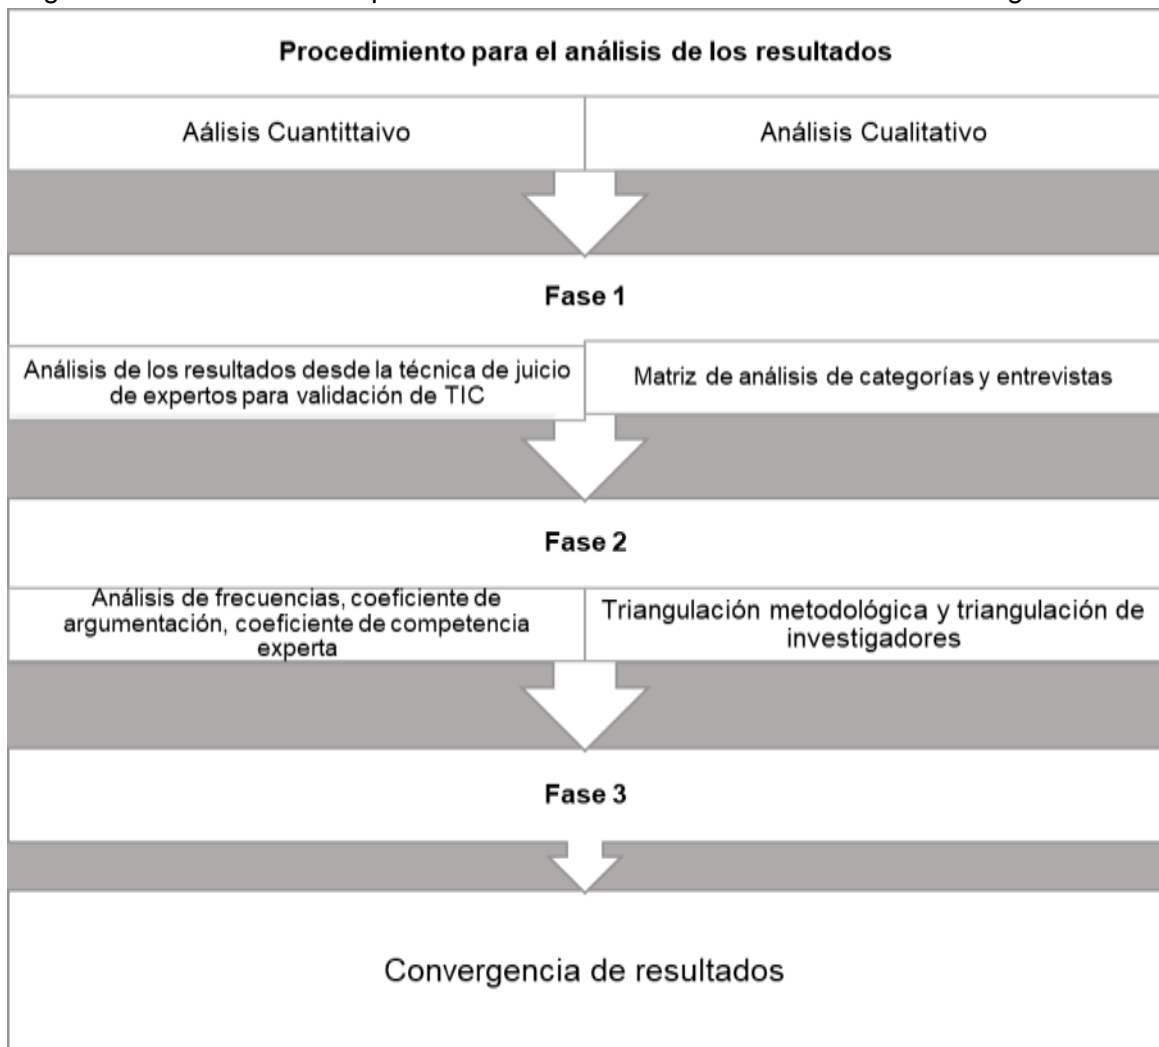 Procedimiento para el análisis de los resultados
Aálisis Cuantittaivo
Análisis Cualitativo
Fase 1
Análisis de los resultados desde la técnica de juicio
de expertos para validación de TIC
Matriz de análisis de categorías y entrevistas
Fase 2
Análisis de frecuencias, coeficiente de
argumentación, coeficiente de competencia
experta
Triangulación metodológica y triangulación de
investigadores
Fase 3
Convergencia de resultados